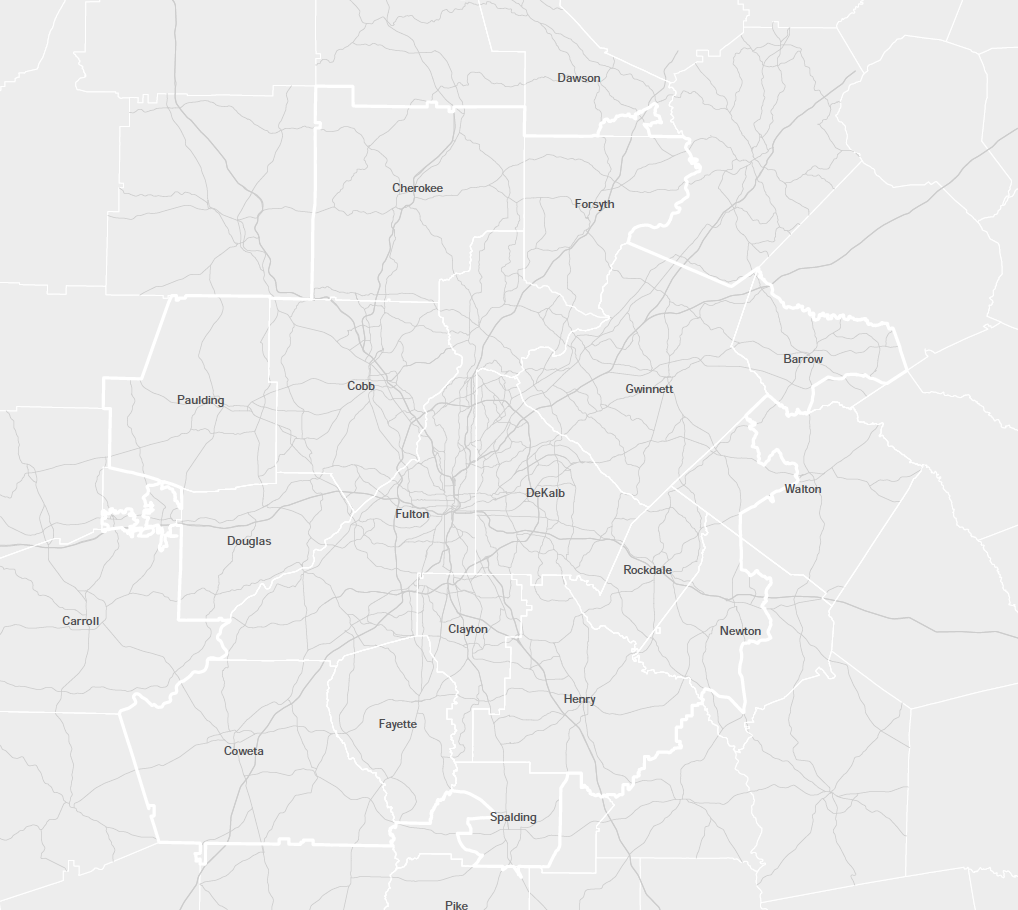 Dawson
Cherokee
Forsyth
Barrow
Cobb
Gwinnett
Paulding
Walton
DeKalb
Fulton
Douglas
Rockdale
Carroll
Clayton
Newton
Henry
Fayette
Coweta
Spalding
Pike